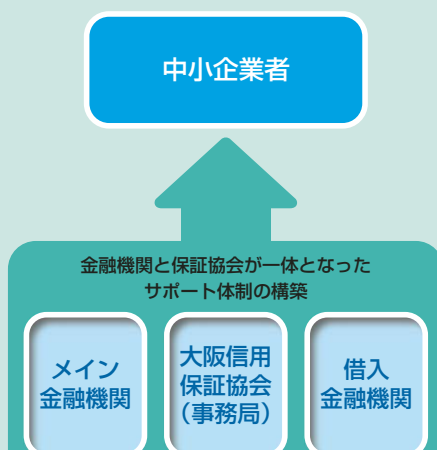 中小企業者
金融機関と保証協会が一体となった
サポート体制の構築
メイン
金融機関
大阪信用
保証協会
（事務局）
借入
金融機関